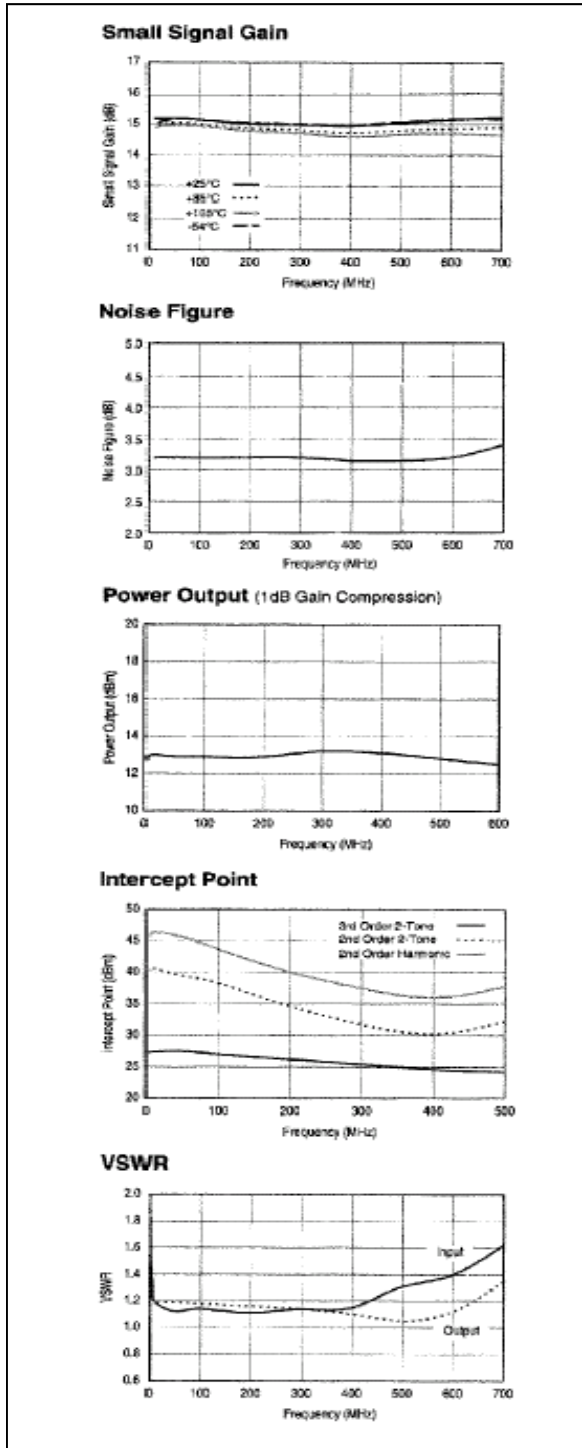 Small Signal Gain
17
16
15
14
13
12
11
Small Signal Gain (dB)
+25°C
+85°C
+100°C
-54°C
0 100 200 300 400 500 600 700
Frequency (MHz)
Noise Figure
5.0
4.5
4.0
3.5
3.0
2.5
2.0
Noise Figure (dB)
0 100 200 300 400 500 600 700
Frequency (MHz)
Power Output (1dB Gain Compression)
20
18
16
14
12
10
Power Output (dBm)
0 100 200 300 400 500 600
Frequency (MHz)
Intercept Point
50
45
40
35
30
25
20
Intercept Point (dBm)
3rd Order 2-Tone
2nd Order 2-Tone
2nd Order Harmonic
0 100 200 300 400 500
Frequency (MHz)
VSWR
2.0
1.8
1.6
1.4
1.2
1.0
0.8
0.6
VSWR
Input
Output
0 100 200 300 400 500 600 700
Frequency (MHz)